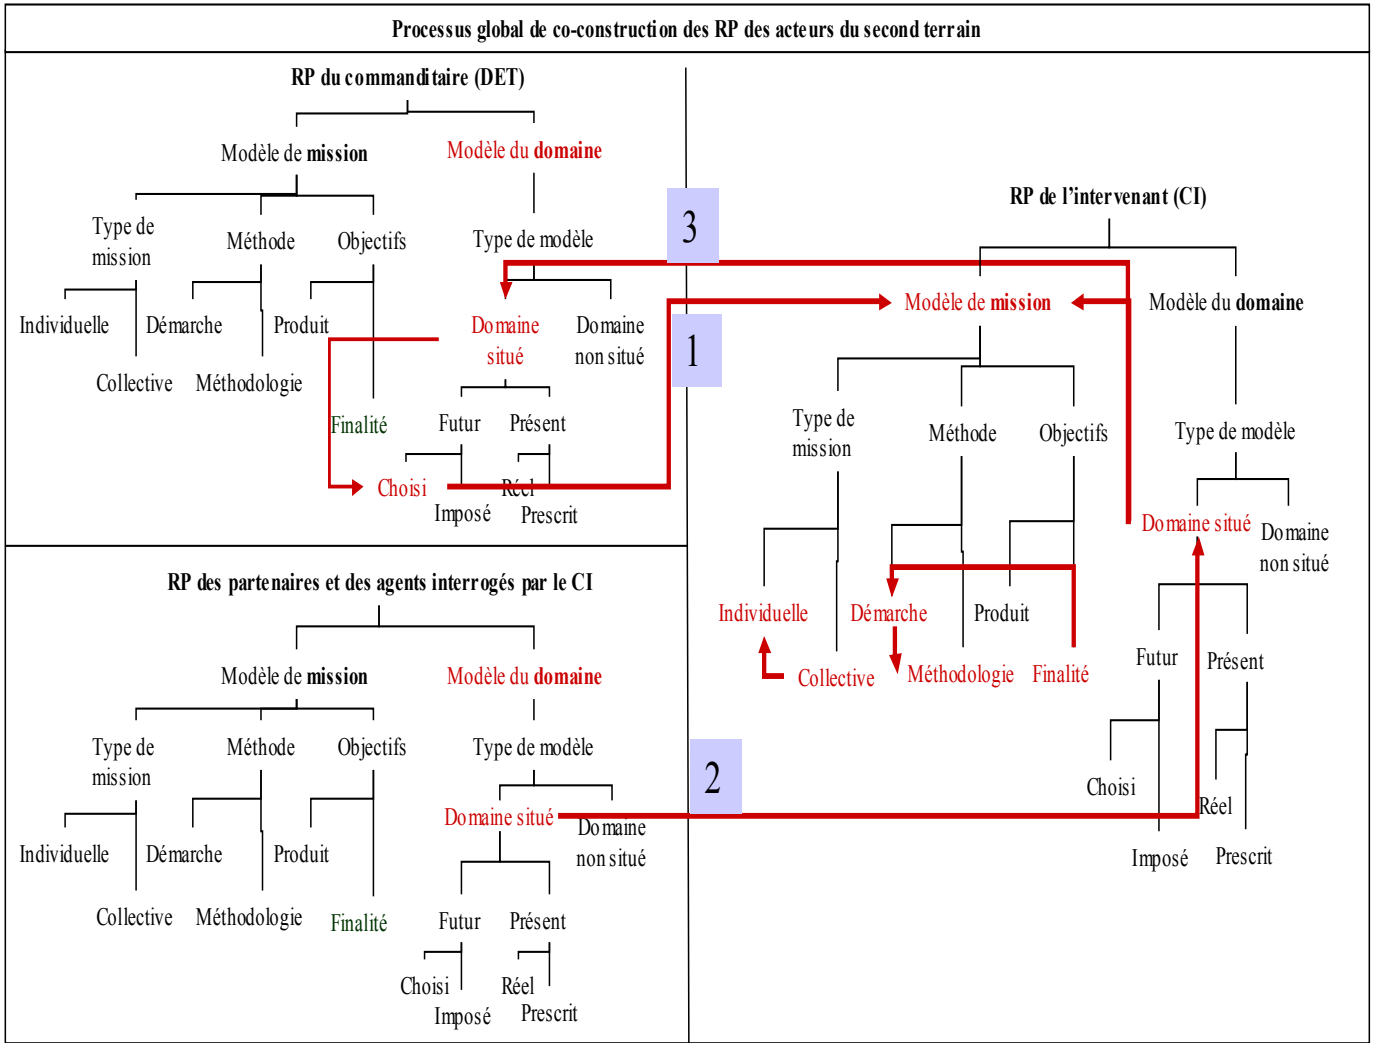 Processus global de co-construction des RP des acteurs du second terrain
RP du commanditaire (DET)
Modèle de mission
Modèle du domaine
Type de
mission
Méthode
Objectifs
Type de modèle
Individuelle
Démarche
Produit
Domaine
situé
Domaine
non situé
Collective
Méthodologie
Finalité
Futur
Présent
Choisi
Réel
Imposé
Prescrit
3
1
RP de l'intervenant (CI)
Modèle de mission
Modèle du domaine
Type de
mission
Méthode
Objectifs
Type de modèle
Domaine situé
Domaine
non situé
Individuelle
Démarche
Produit
Collective
Méthodologie
Finalité
Futur
Présent
Choisi
Réel
Imposé
Prescrit
RP des partenaires et des agents interrogés par le CI
Modèle de mission
Modèle du domaine
Type de
mission
Méthode
Objectifs
Type de modèle
2
Domaine situé
Domaine
non situé
Individuelle
Démarche
Produit
Collective
Méthodologie
Finalité
Futur
Présent
Choisi
Réel
Imposé
Prescrit